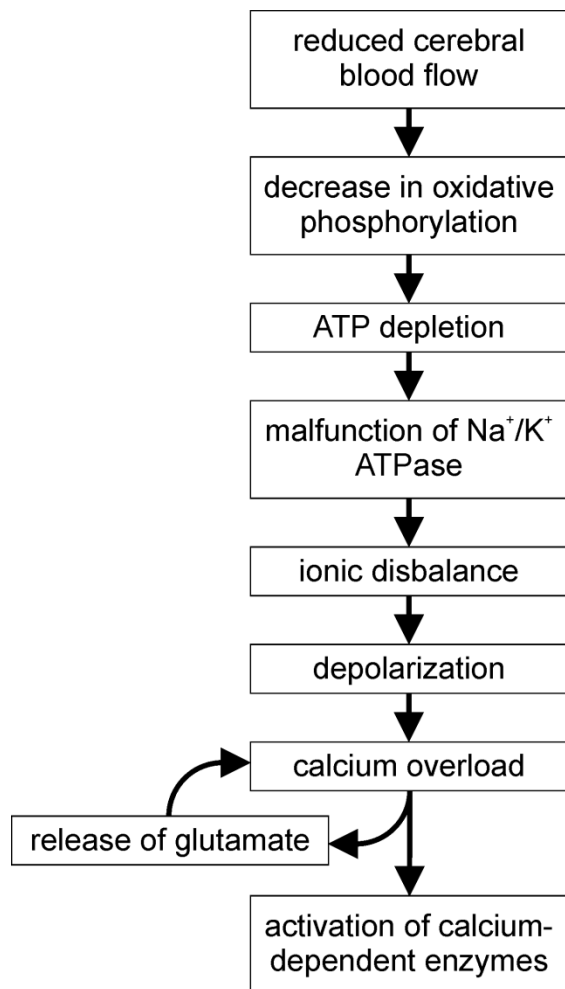 reduced cerebral
blood flow
decrease in oxidative
phosphorylation
ATP depletion
malfunction of Na⁺/K⁺
ATPase
ionic disbalance
depolarization
calcium overload
release of glutamate
activation of calcium-
dependent enzymes